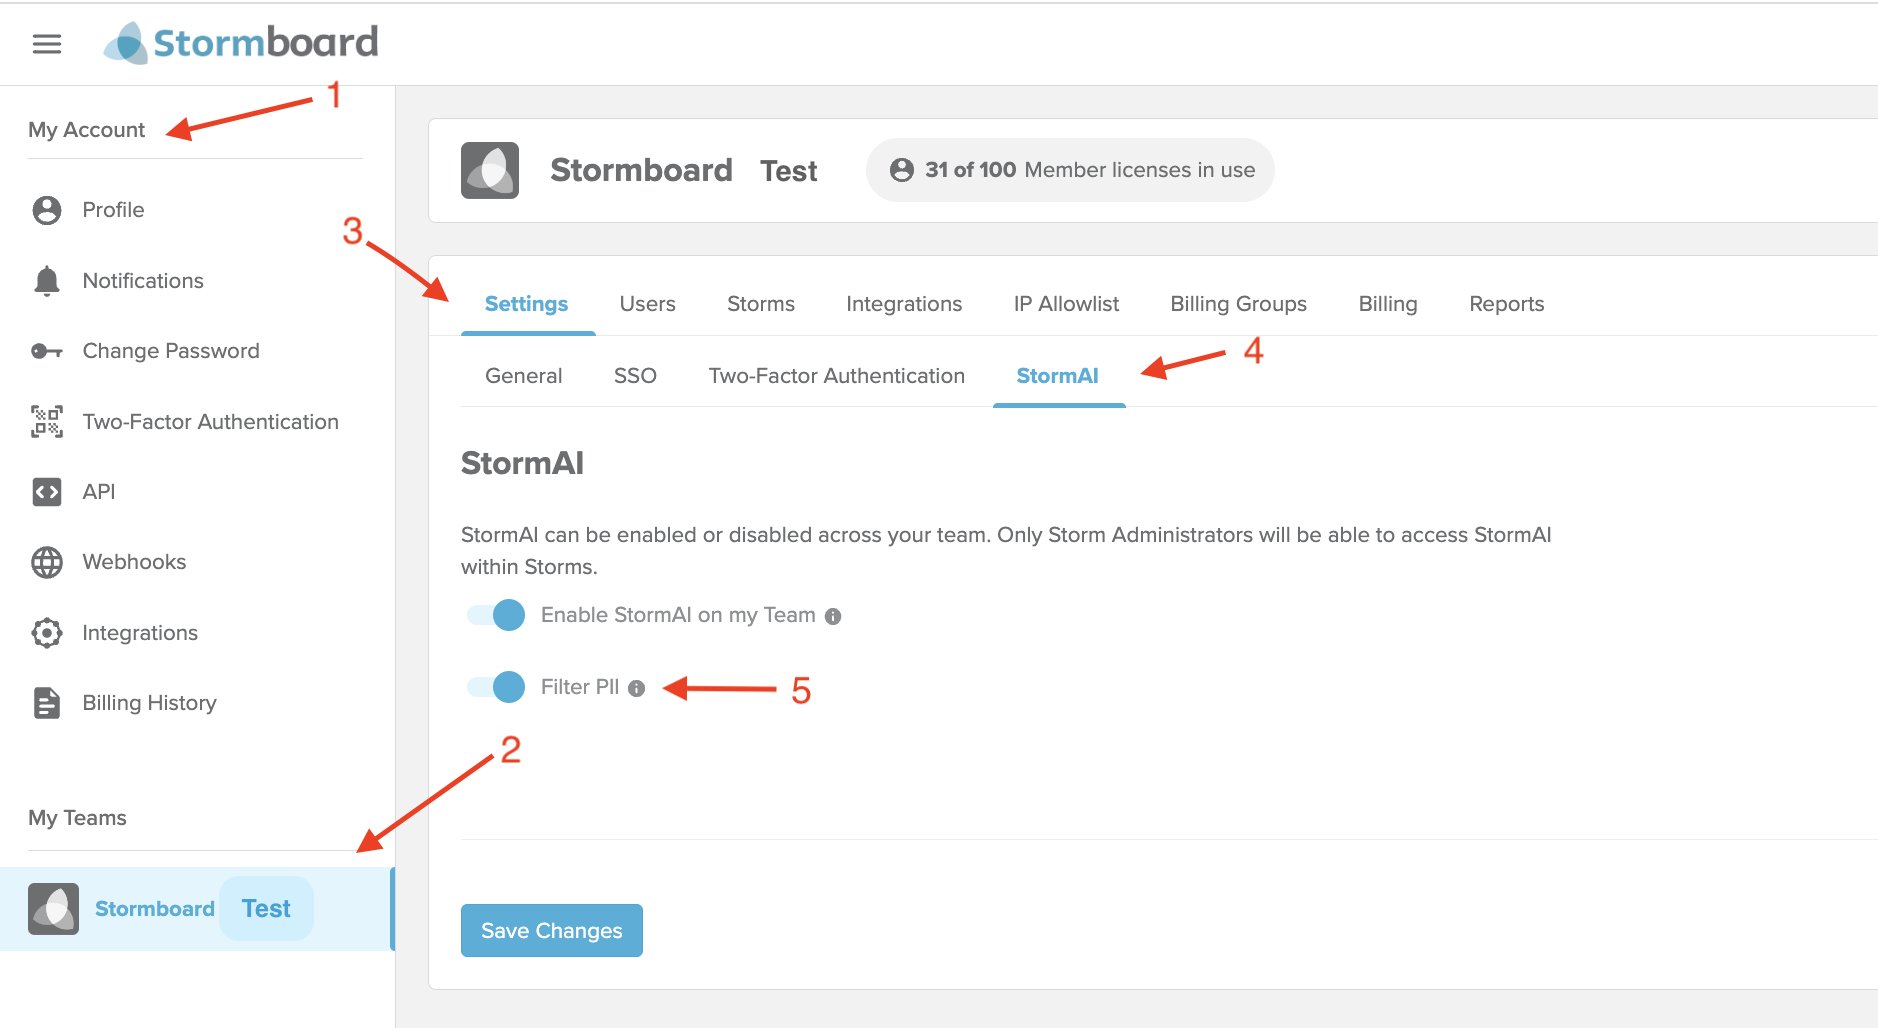 Stormboard
1
My Account
Profile
Notifications
Change Password
Two-Factor Authentication
API
Webhooks
Integrations
Billing History
2
My Teams
Stormboard Test
Stormboard Test 31 of 100 Member licenses in use
3
Settings Users Storms Integrations IP Allowlist Billing Groups Billing Reports
4
General SSO Two-Factor Authentication StormAI
StormAI
StormAI can be enabled or disabled across your team. Only Storm Administrators will be able to access StormAI
within Storms.
Enable StormAI on my Team
Filter PII
5
Save Changes